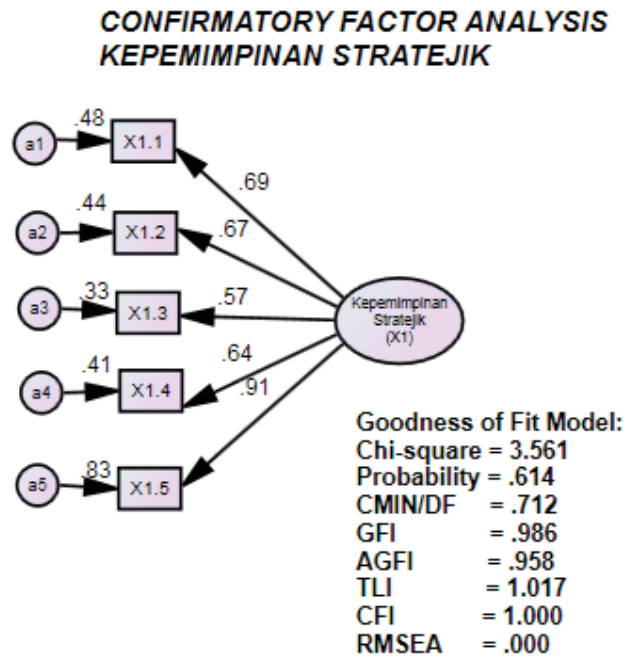 CONFIRMATORY FACTOR ANALYSIS
KEPEMIMPINAN STRATEJIK
.48
a1
X1.1
.69
.44
a2
X1.2
.67
.33
a3
X1.3
.57
Kepemimpinan
Stratejik
(X1)
.41
a4
X1.4
.64
.91
.83
a5
X1.5
Goodness of Fit Model:
Chi-square = 3.561
Probability = .614
CMIN/DF = .712
GFI = .986
AGFI = .958
TLI = 1.017
CFI = 1.000
RMSEA = .000